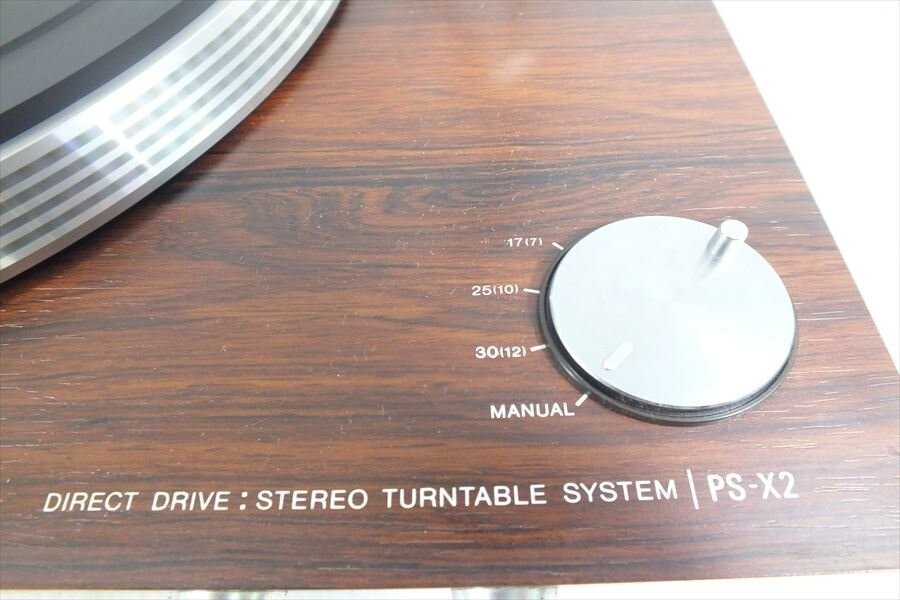 17(7)
25(10)
30(12)
MANUAL
DIRECT DRIVE : STEREO TURNTABLE SYSTEM | PS-X2